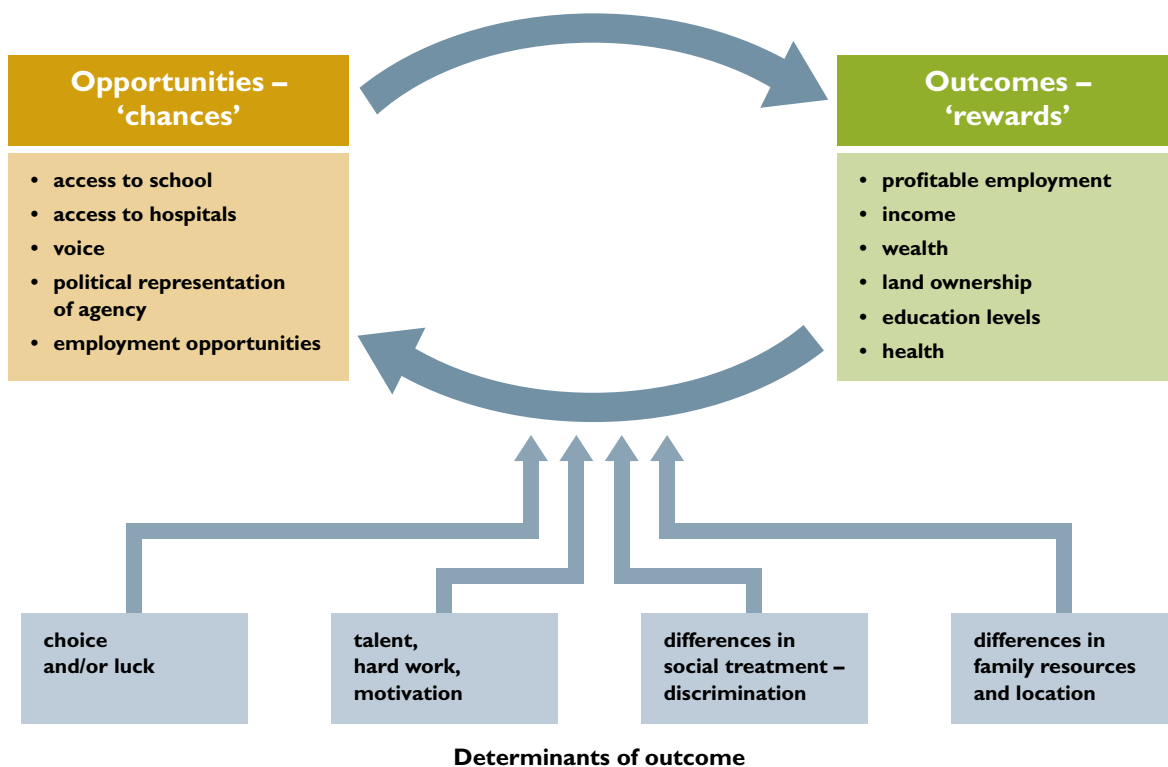 Opportunities –
‘chances’
• access to school
• access to hospitals
• voice
• political representation
of agency
• employment opportunities
Outcomes –
‘rewards’
• profitable employment
• income
• wealth
• land ownership
• education levels
• health
choice
and/or luck
talent,
hard work,
motivation
differences in
social treatment –
discrimination
differences in
family resources
and location
Determinants of outcome